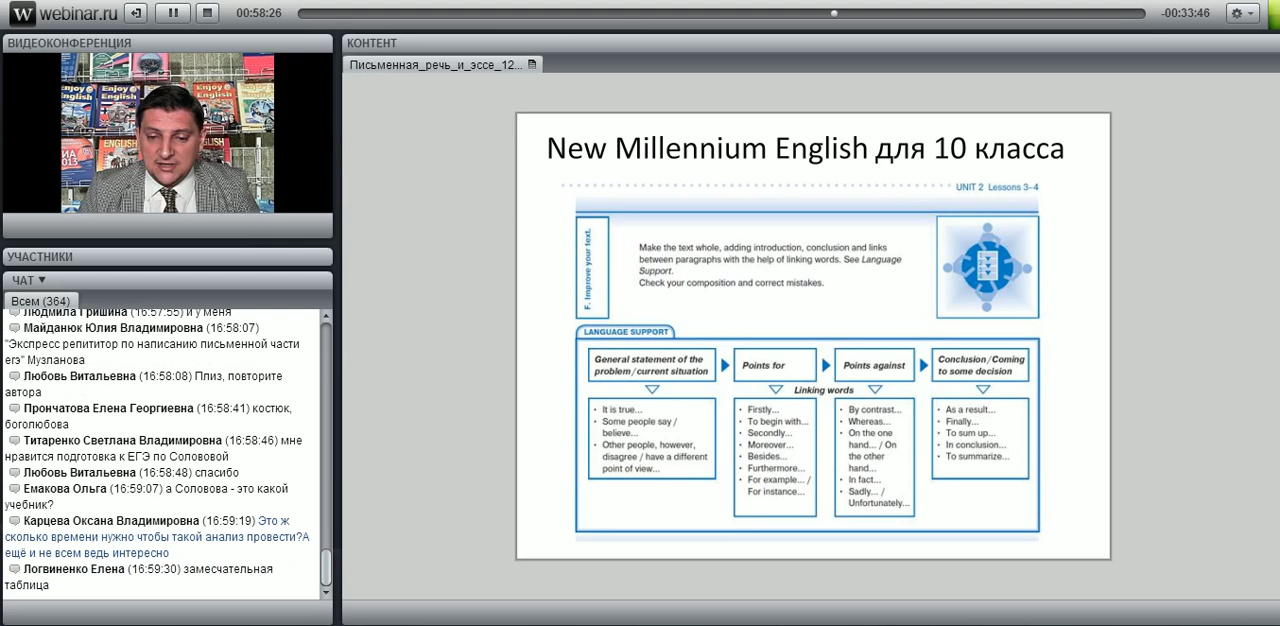 webinar.ru
00:58:26
-00:33:46
ВИДЕОКОНФЕРЕНЦИЯ
ENJOY
Enjoy
ENGLISH
ENGLISH
2013
УЧАСТНИКИ
ЧАТ ▼
Всем (364)
Людмила Гришина (16:57:55) и у меня
Майданюк Юлия Владимировна (16:58:07)
"Экспресс репититор по написанию письменной части
егэ" Музланова
Любовь Витальевна (16:58:08) Плиз, повторите
автора
Прончатова Елена Георгиевна (16:58:41) костюк,
боголюбова
Титаренко Светлана Владимировна (16:58:46) мне
нравится подготовка к ЕГЭ по Солововой
Любовь Витальевна (16:58:48) спасибо
Емакова Ольга (16:59:07) а Соловова - это какой
учебник?
Карцева Оксана Владимировна (16:59:19) Это ж
сколько времени нужно чтобы такой анализ провести?А
ещё и не всем ведь интересно
Логвиненко Елена (16:59:30) замесчательная
таблица
КОНТЕНТ
Письменная_речь_и_эссе_12...
New Millennium English для 10 класса
UNIT 2 Lessons 3–4
F. Improve your text.
Make the text whole, adding introduction, conclusion and links
between paragraphs with the help of linking words. See Language
Support.
Check your composition and correct mistakes.
LANGUAGE SUPPORT
General statement of the
problem/current situation
Points for
Points against
Conclusion/Coming
to some decision
Linking words
• It is true...
• Some people say /
believe...
• Other people, however,
disagree / have a different
point of view...
• Firstly...
• To begin with...
• Secondly...
• Moreover...
• Besides...
• Furthermore...
• For example... /
For instance...
• By contrast...
• Whereas...
• On the one
hand... / On
the other
hand...
• In fact...
• Sadly... /
Unfortunately...
• As a result...
• Finally...
• To sum up...
• In conclusion...
• To summarize...